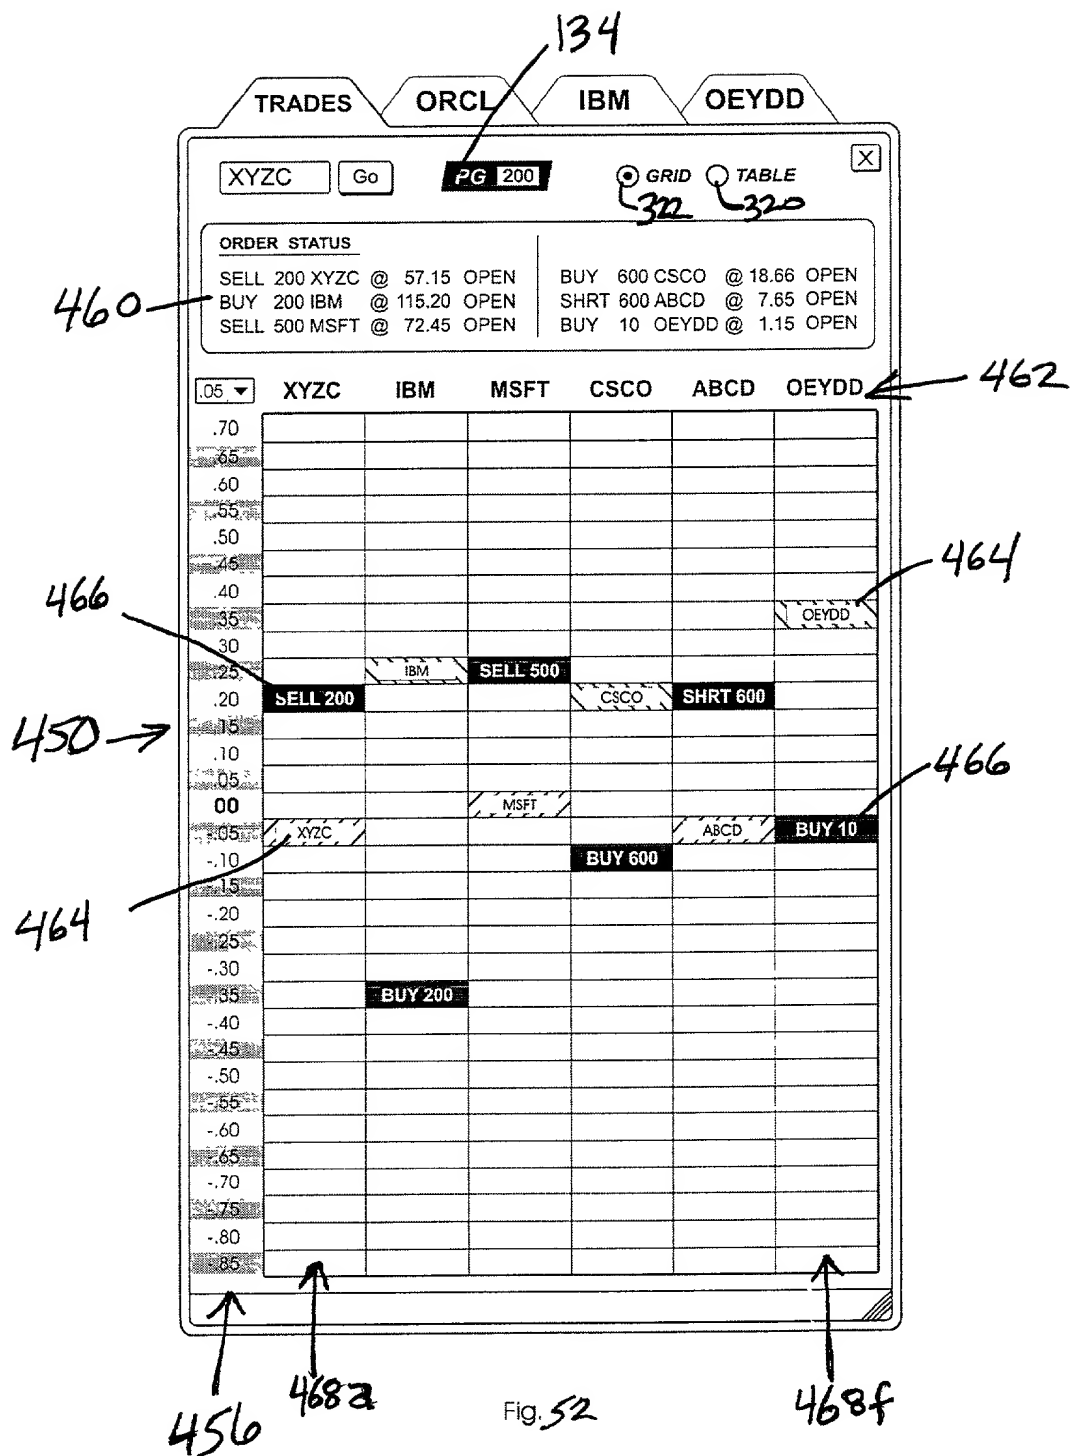 134
TRADES ORCL IBM OEYDD
XYZC Go PG 200 GRID TABLE X
322 320
ORDER STATUS
SELL 200 XYZC @ 57.15 OPEN BUY 600 CSCO @ 18.66 OPEN
460 BUY 200 IBM @ 115.20 OPEN SHRT 600 ABCD @ 7.65 OPEN
SELL 500 MSFT @ 72.45 OPEN BUY 10 OEYDD @ 1.15 OPEN
462
.05 XYZC IBM MSFT CSCO ABCD OEYDD
.70
.65
.60
.55
.50
.45
464
.40
466
.35 OEYDD
.30
.25 IBM SELL 500
.20 SELL 200 CSCO SHRT 600
450
.15
.10
466
.05
00 MSFT
-.05 XYZC ABCD BUY 10
-.10 BUY 600
-.15
464
-.20
-.25
-.30
-.35 BUY 200
-.40
-.45
-.50
-.55
-.60
-.65
-.70
-.75
-.80
-.85
456 468a Fig. 52 468f